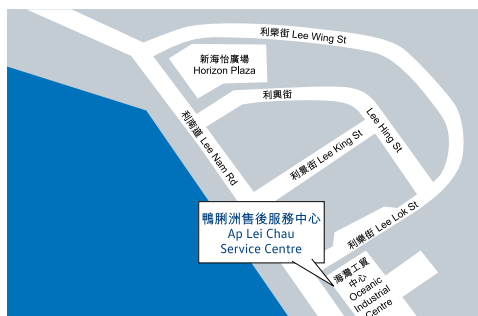 利榮街 Lee Wing St
新海怡廣場
Horizon Plaza
利興街
Lee Hing St
利南道 Lee Nam Rd
利景街 Lee King St
鴨脷洲售後服務中心
Ap Lei Chau
Service Centre
利樂街 Lee Lok St
海灣工貿
中心
Oceanic
Industrial
Centre